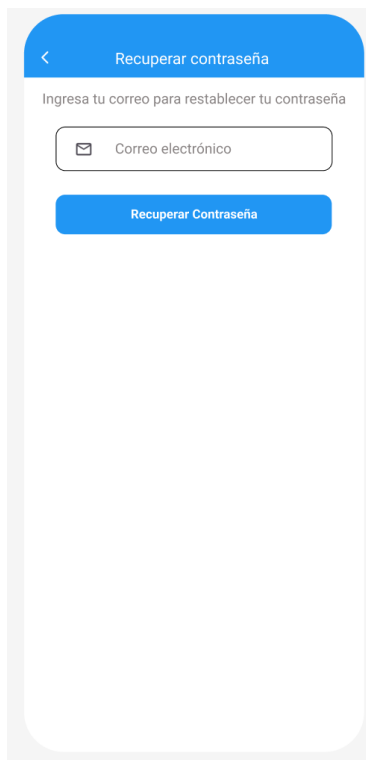 Recuperar contraseña
Ingresa tu correo para restablecer tu contraseña
Correo electrónico
Recuperar Contraseña